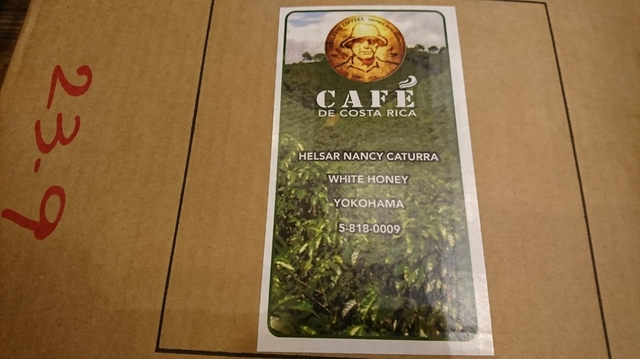 CAFÉ
DE COSTA RICA
HELSAR NANCY CATURRA
WHITE HONEY
YOKOHAMA
5-818-0009
23.9